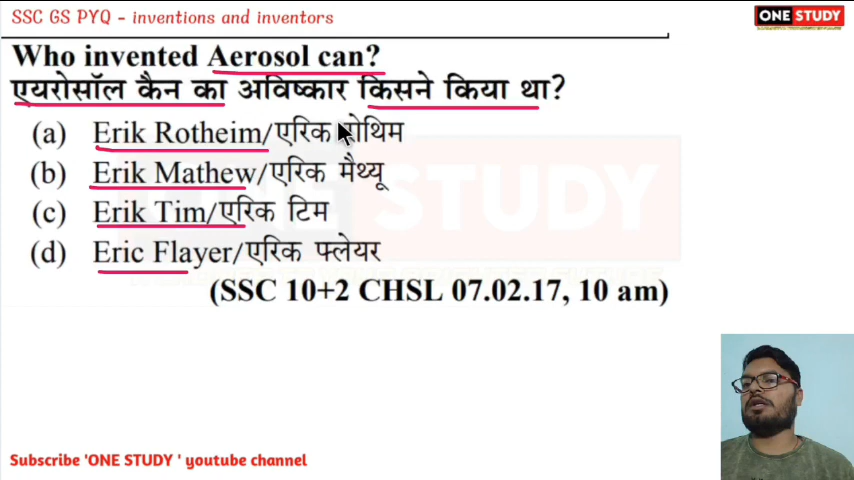 SSC GS PYQ - inventions and inventors
ONE STUDY
Who invented Aerosol can?
एयरोसॉल कैन का अविष्कार किसने किया था?
(a) Erik Rotheim/एरिक
(b) Erik Mathew/एरिक मैथ्यू
(c) Erik Tim/एरिक टिम
(d) Eric Flayer/एरिक फ्लेयर
(SSC 10+2 CHSL 07.02.17, 10 am)
ONE STUDY
Subscribe 'ONE STUDY ' youtube channel